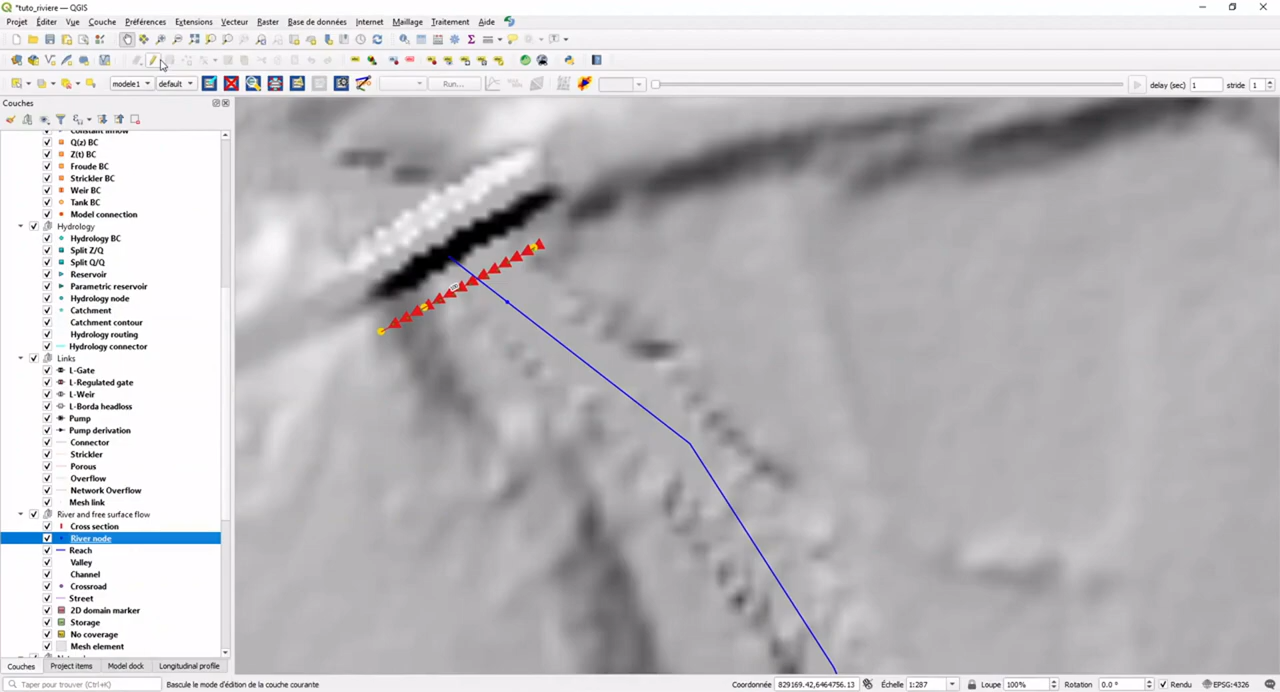 *tuto_riviere — QGIS
Projet Éditer Vue Couche Préférences Extensions Vecteur Raster Base de données Internet Maillage Traitement Aide
modele1 default Run... delay (sec) 1 stride 1
Couches
Constant inflow
Q(z) BC
Z(t) BC
Froude BC
Strickler BC
Weir BC
Tank BC
Model connection
Hydrology
Hydrology BC
Split Z/Q
Split Q/Q
Reservoir
Parametric reservoir
Hydrology node
Catchment
Catchment contour
Hydrology routing
Hydrology connector
Links
L-Gate
L-Regulated gate
L-Weir
L-Borda headloss
Pump
Pump derivation
Connector
Strickler
Porous
Overflow
Network Overflow
Mesh link
River and free surface flow
Cross section
River node
Reach
Valley
Channel
Crossroad
Street
2D domain marker
Storage
No coverage
Mesh element
Couches Project items Model dock Longitudinal profile
Taper pour trouver (Ctrl+K) Bascule le mode d'édition de la couche courante Coordonnée 829169.42,6464756.13 Échelle 1:287 Loupe 100% Rotation 0.0 ° Rendu EPSG:4326